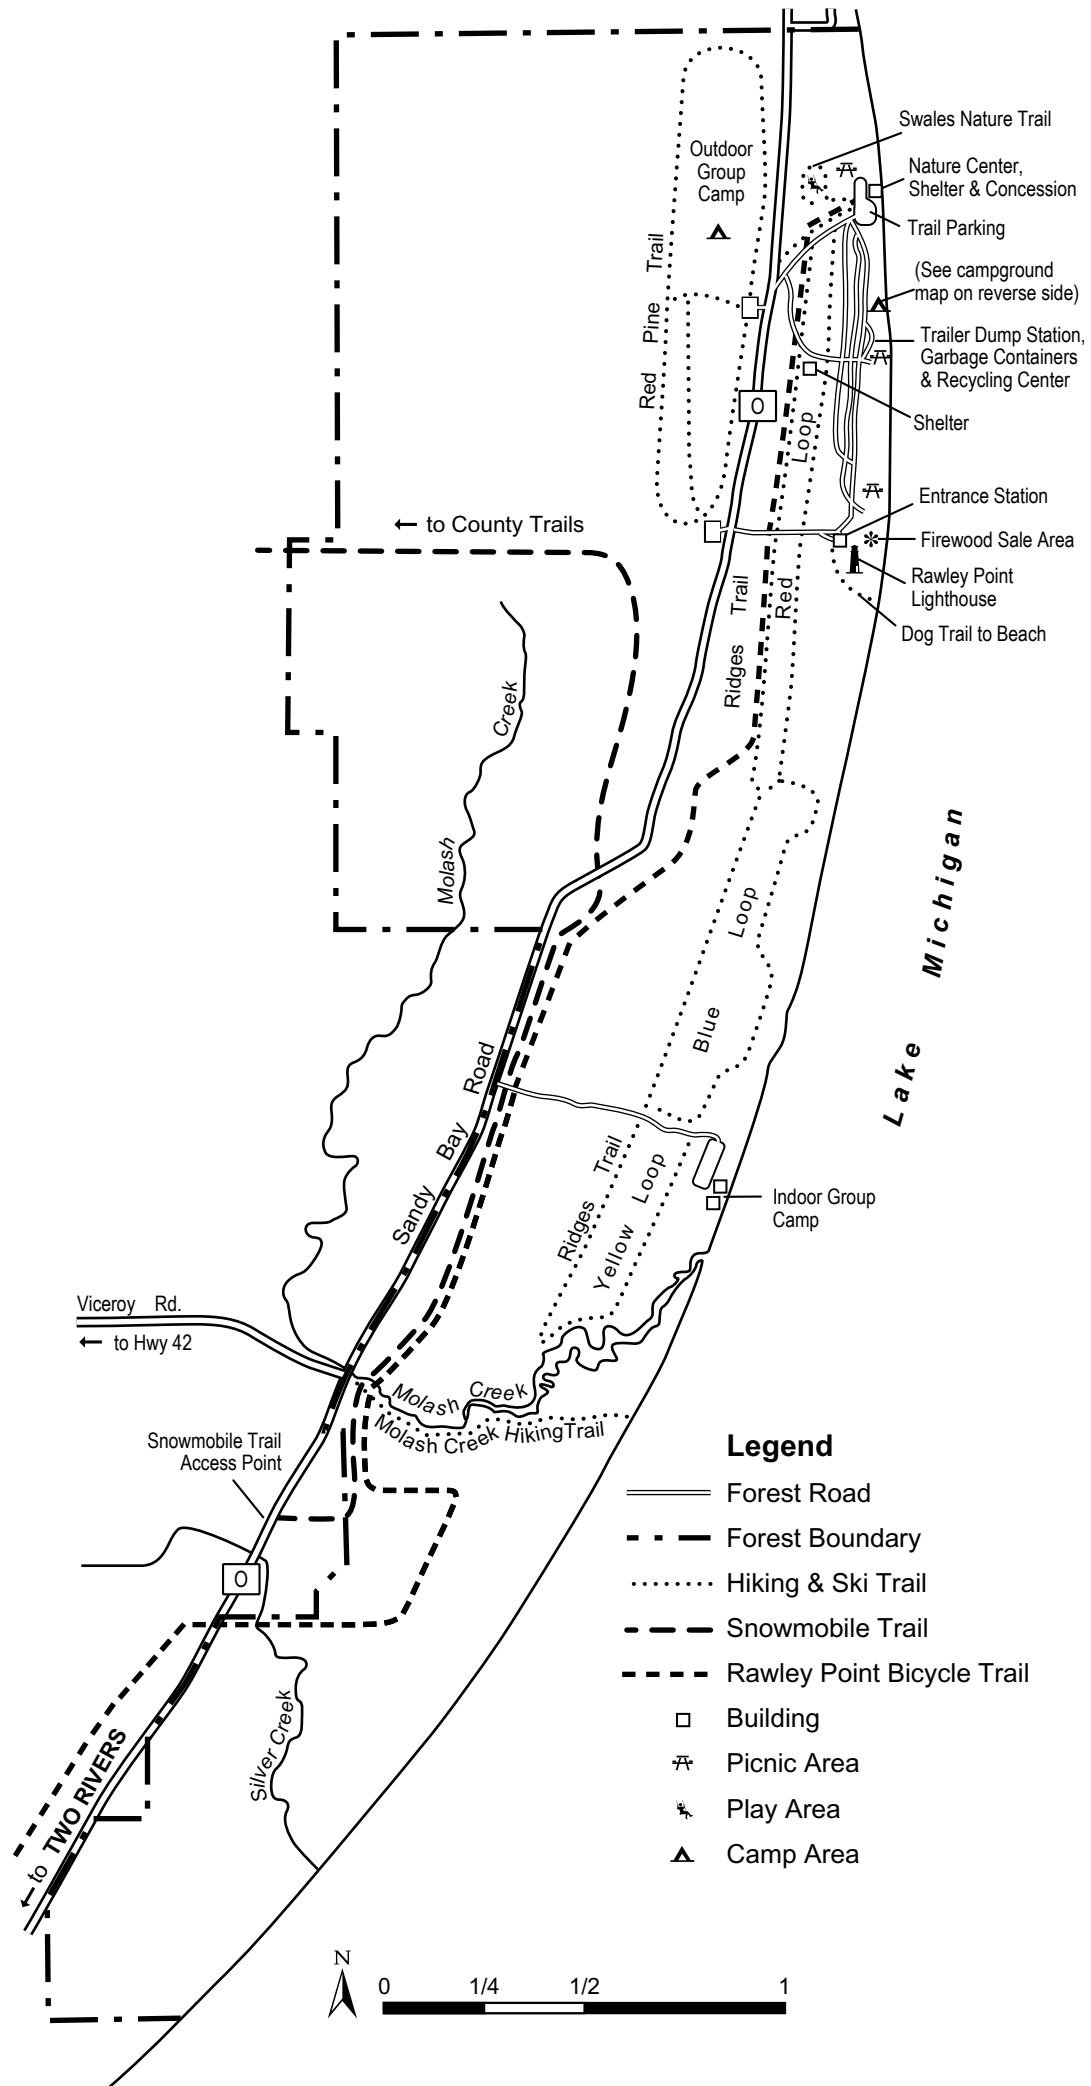 Swales Nature Trail
Nature Center,
Shelter & Concession
Trail Parking
(See campground
map on reverse side)
Trailer Dump Station,
Garbage Containers
& Recycling Center
Shelter
Entrance Station
Firewood Sale Area
Rawley Point
Lighthouse
Dog Trail to Beach
Outdoor
Group
Camp
Red Pine Trail
O
Red Loop
Ridges Trail
← to County Trails
Molash Creek
Blue Loop
Lake Michigan
Sandy Bay Road
Ridges Trail
Yellow Loop
Indoor Group
Camp
Viceroy Rd.
← to Hwy 42
Molash Creek
Molash Creek HikingTrail
Snowmobile Trail
Access Point
O
Silver Creek
← to TWO RIVERS
Legend
Forest Road
Forest Boundary
Hiking & Ski Trail
Snowmobile Trail
Rawley Point Bicycle Trail
Building
Picnic Area
Play Area
Camp Area
N
0 1/4 1/2 1